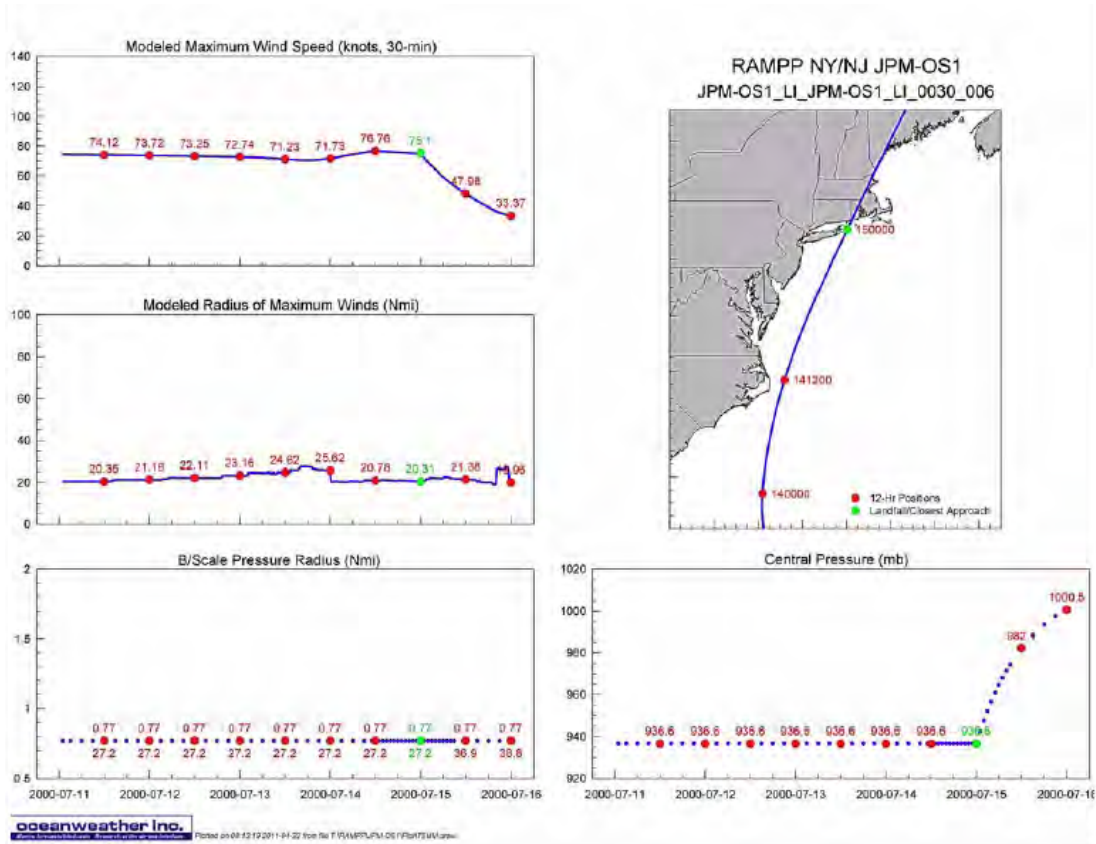 Modeled Maximum Wind Speed (knots, 30-min)
140
120
100
80
60
40
20
0
74.12 73.72 73.25 72.74 71.23 71.73 76.76 75.1 47.98 33.37
RAMPP NY/NJ JPM-OS1
JPM-OS1_LI_JPM-OS1_LI_0030_006
150000
141200
140000
12-Hr Positions
Landfall/Closest Approach
Modeled Radius of Maximum Winds (Nmi)
100
80
60
40
20
0
20.35 21.18 22.11 23.16 24.62 25.62 20.78 20.31 21.38
B/Scale Pressure Radius (Nmi)
2
1.5
1
0.5
0.77 0.77 0.77 0.77 0.77 0.77 0.77 0.77 0.77 0.77
27.2 27.2 27.2 27.2 27.2 27.2 27.2 27.2 38.9 38.8
2000-07-11 2000-07-12 2000-07-13 2000-07-14 2000-07-15 2000-07-16
Central Pressure (mb)
1020
1000
980
960
940
920
936.6 936.6 936.6 936.6 936.6 936.6 936.6 936.6 982 1000.5
2000-07-11 2000-07-12 2000-07-13 2000-07-14 2000-07-15 2000-07-16
oceanweather inc.